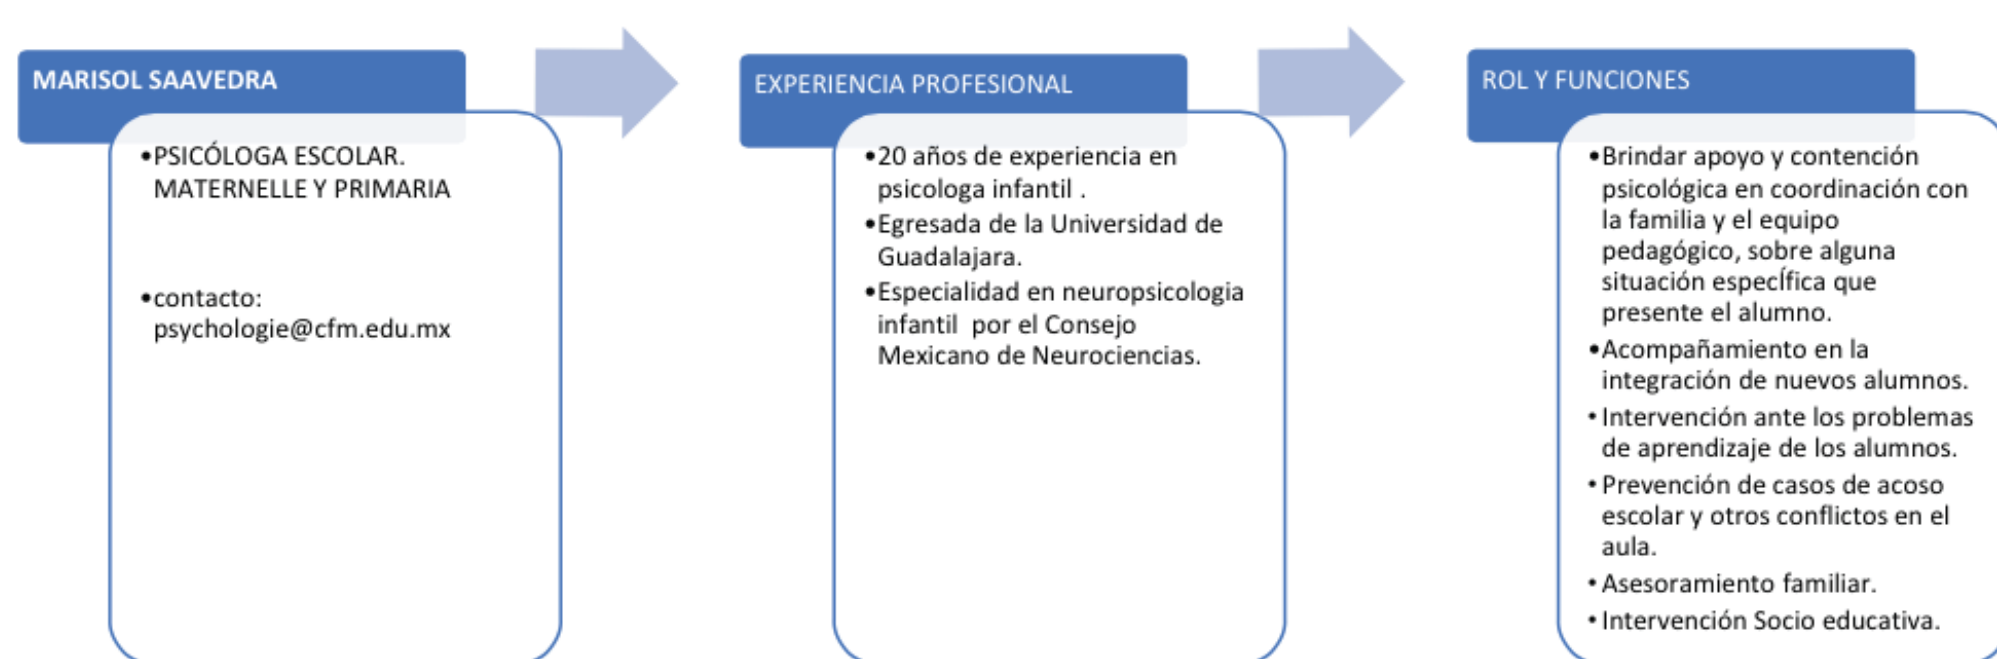 MARISOL SAAVEDRA
•PSICÓLOGA ESCOLAR.
MATERNELLE Y PRIMARIA
•contacto:
psychologie@cfm.edu.mx
EXPERIENCIA PROFESIONAL
•20 años de experiencia en
psicologa infantil .
•Egresada de la Universidad de
Guadalajara.
•Especialidad en neuropsicologia
infantil  por el Consejo
Mexicano de Neurociencias.
ROL Y FUNCIONES
•Brindar apoyo y contención
psicológica en coordinación con
la familia y el equipo
pedagógico, sobre alguna
situación especÍfica que
presente el alumno.
•Acompañamiento en la
integración de nuevos alumnos.
•Intervención ante los problemas
de aprendizaje de los alumnos.
•Prevención de casos de acoso
escolar y otros conflictos en el
aula.
•Asesoramiento familiar.
•Intervención Socio educativa.